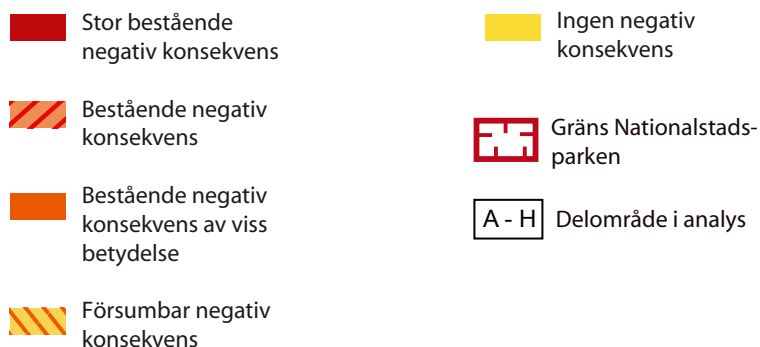 Stor bestående
negativ konsekvens
Bestående negativ
konsekvens
Bestående negativ
konsekvens av viss
betydelse
Försumbar negativ
konsekvens
Ingen negativ
konsekvens
Gräns Nationalstads-
parken
A - H Delområde i analys